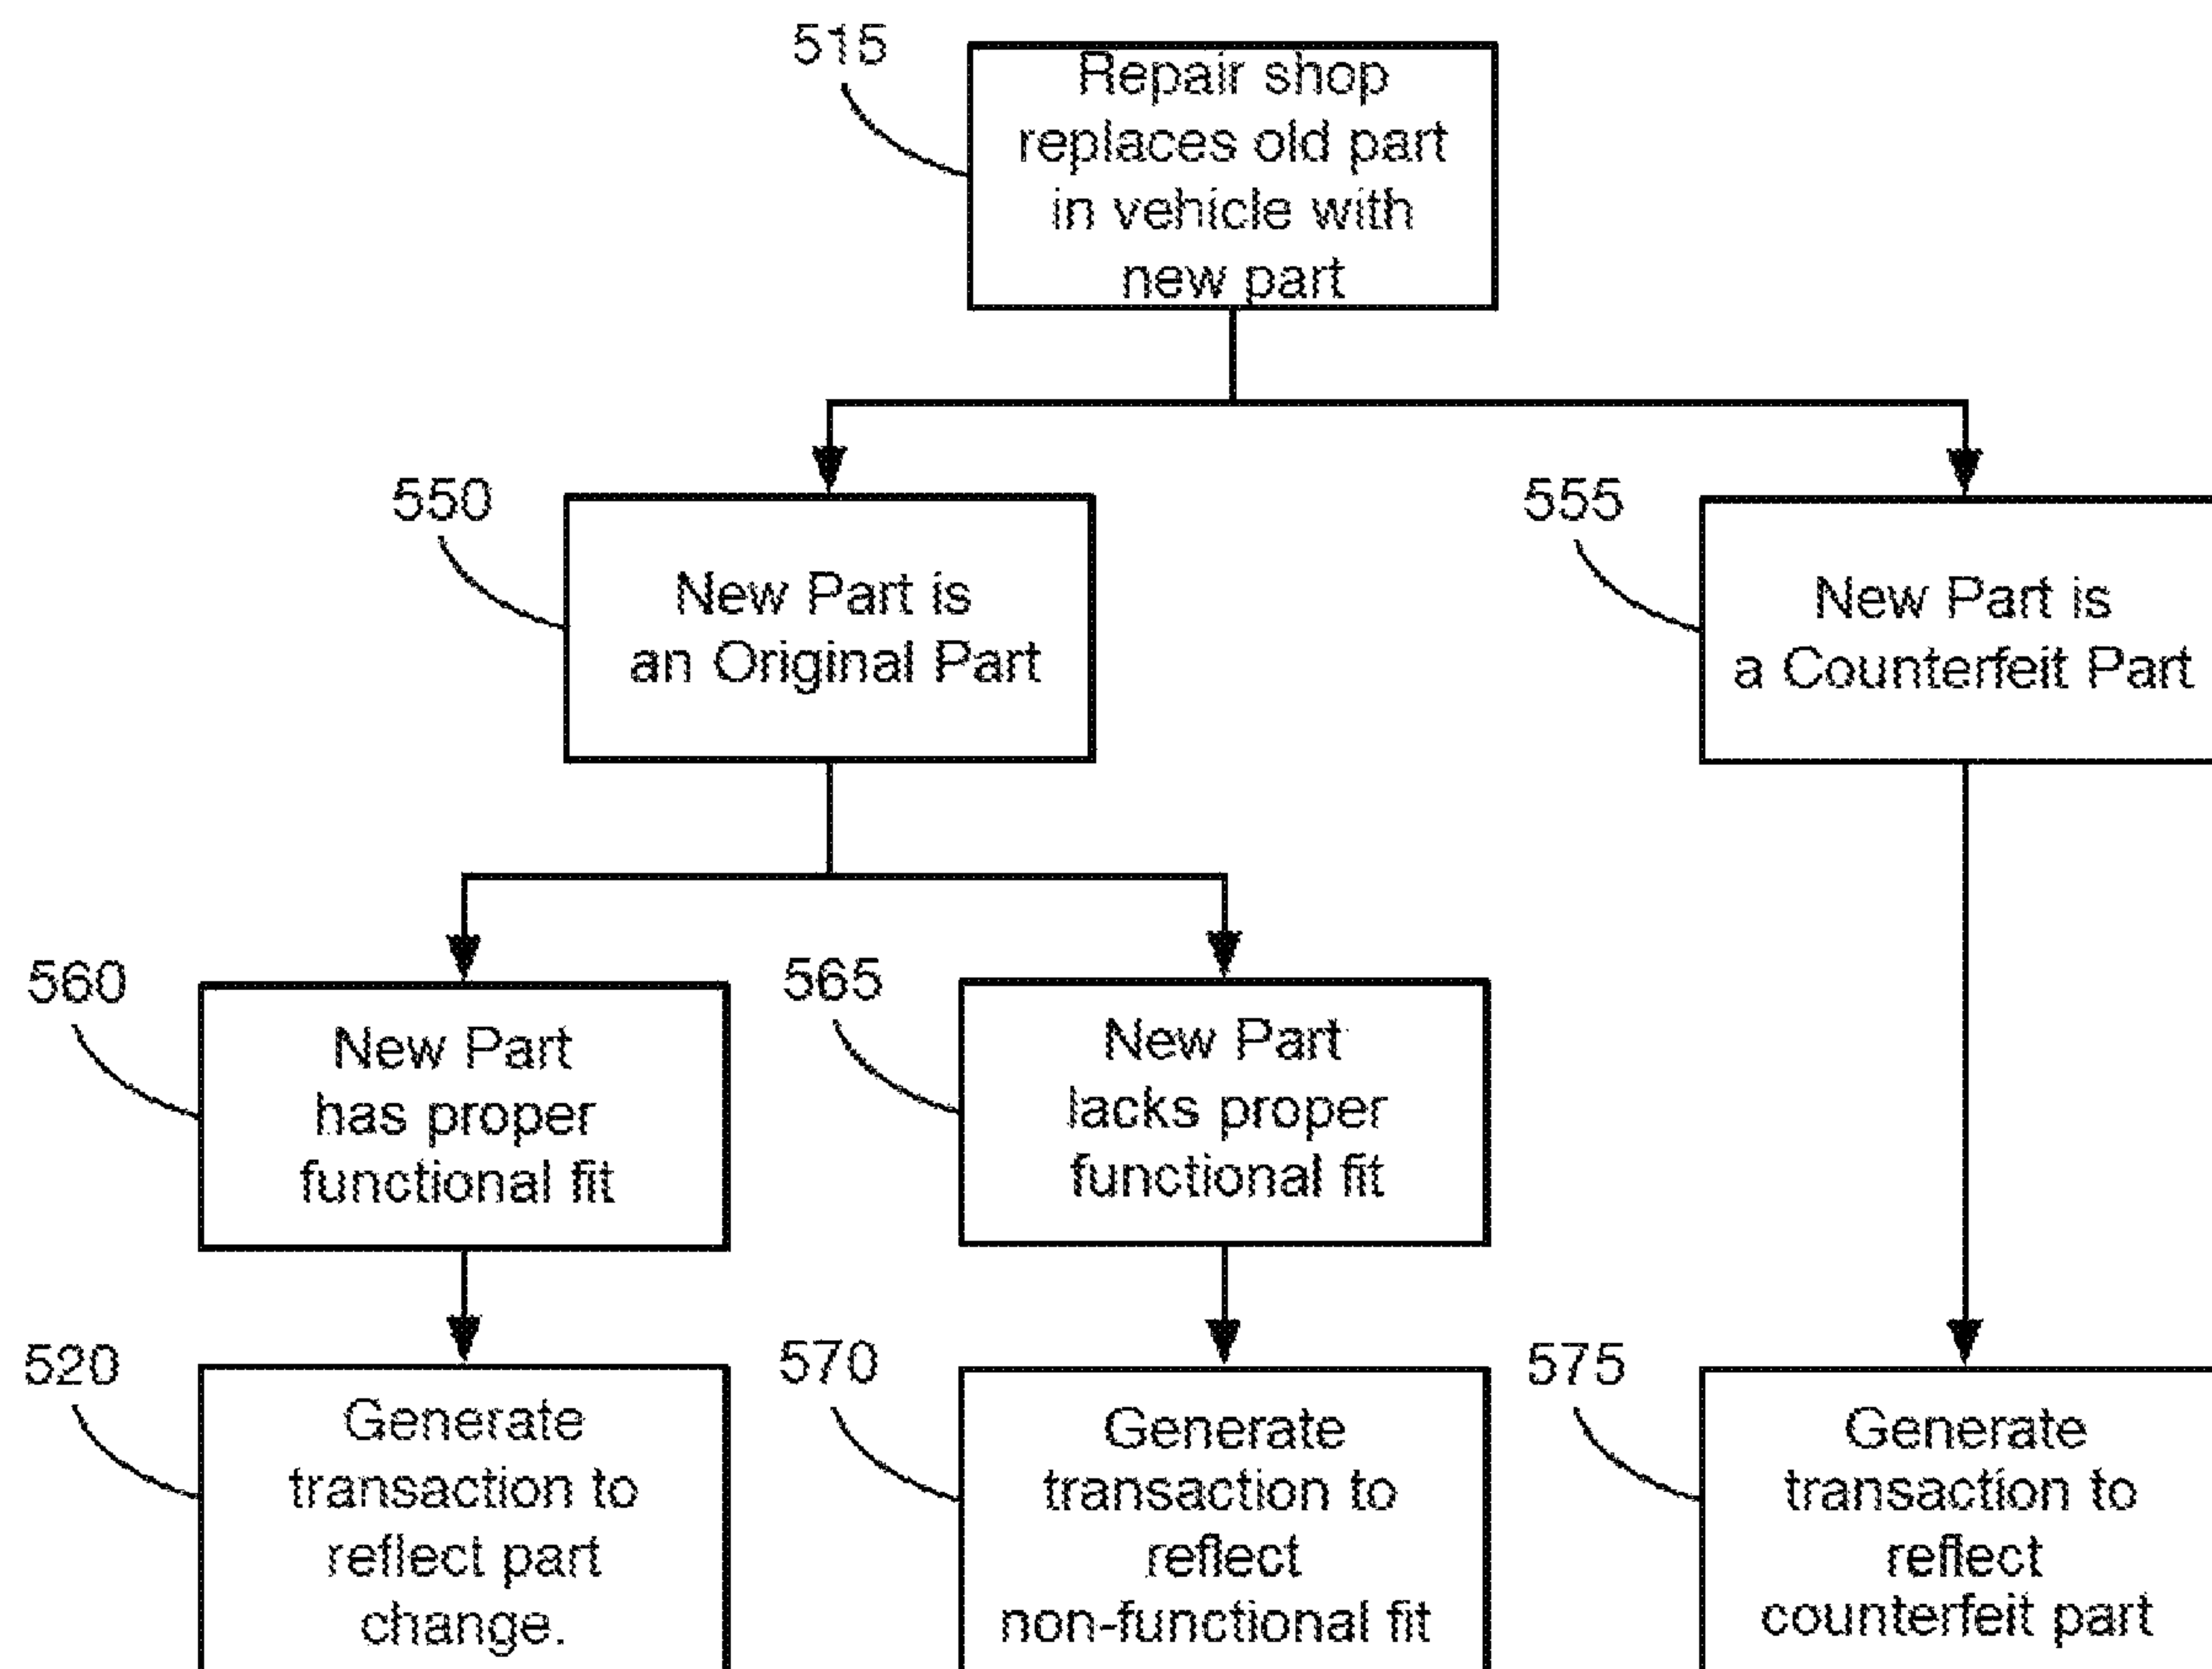 515
Repair shop
replaces old part
in vehicle with
new part
550
New Part is
an Original Part
555
New Part is
a Counterfeit Part
560
New Part
has proper
functional fit
565
New Part
lacks proper
functional fit
520
Generate
transaction to
reflect part
change.
570
Generate
transaction to
reflect
non-functional fit
575
Generate
transaction to
reflect
counterfeit part